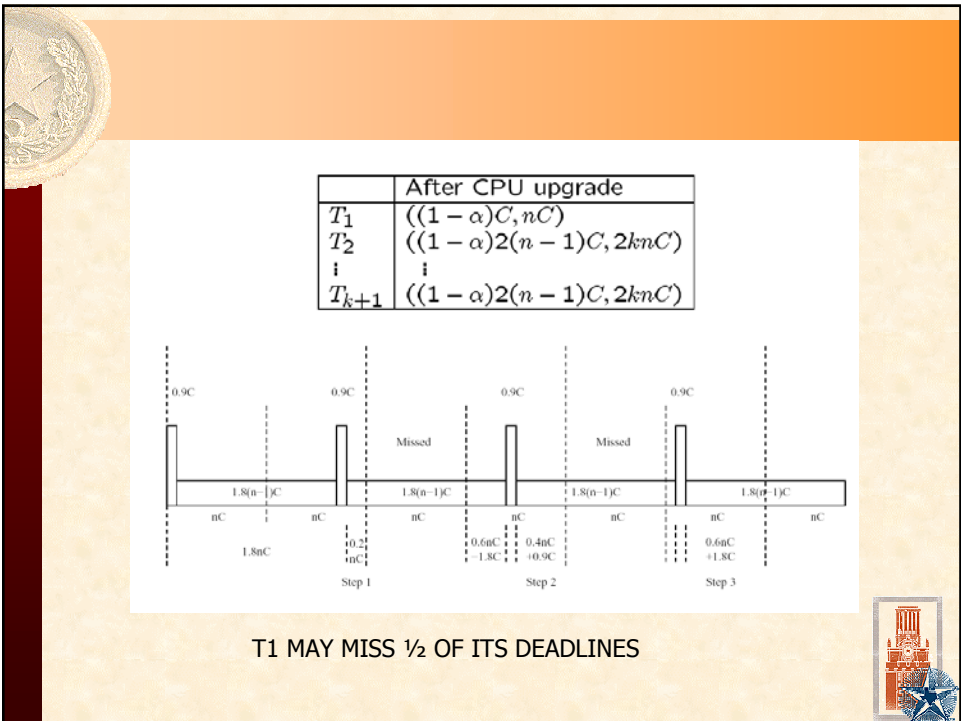 After CPU upgrade
T₁ ((1 − α)C, nC)
T₂ ((1 − α)2(n − 1)C, 2knC)
⋮ ⋮
Tₖ₊₁ ((1 − α)2(n − 1)C, 2knC)
0.9C 0.9C 0.9C 0.9C
Missed Missed
1.8(n−1)C 1.8(n−1)C 1.8(n−1)C 1.8(n−1)C
nC nC nC nC nC nC nC
1.8nC 0.2 nC 0.6nC −1.8C 0.4nC +0.9C 0.6nC +1.8C
Step 1 Step 2 Step 3
T1 MAY MISS ½ OF ITS DEADLINES